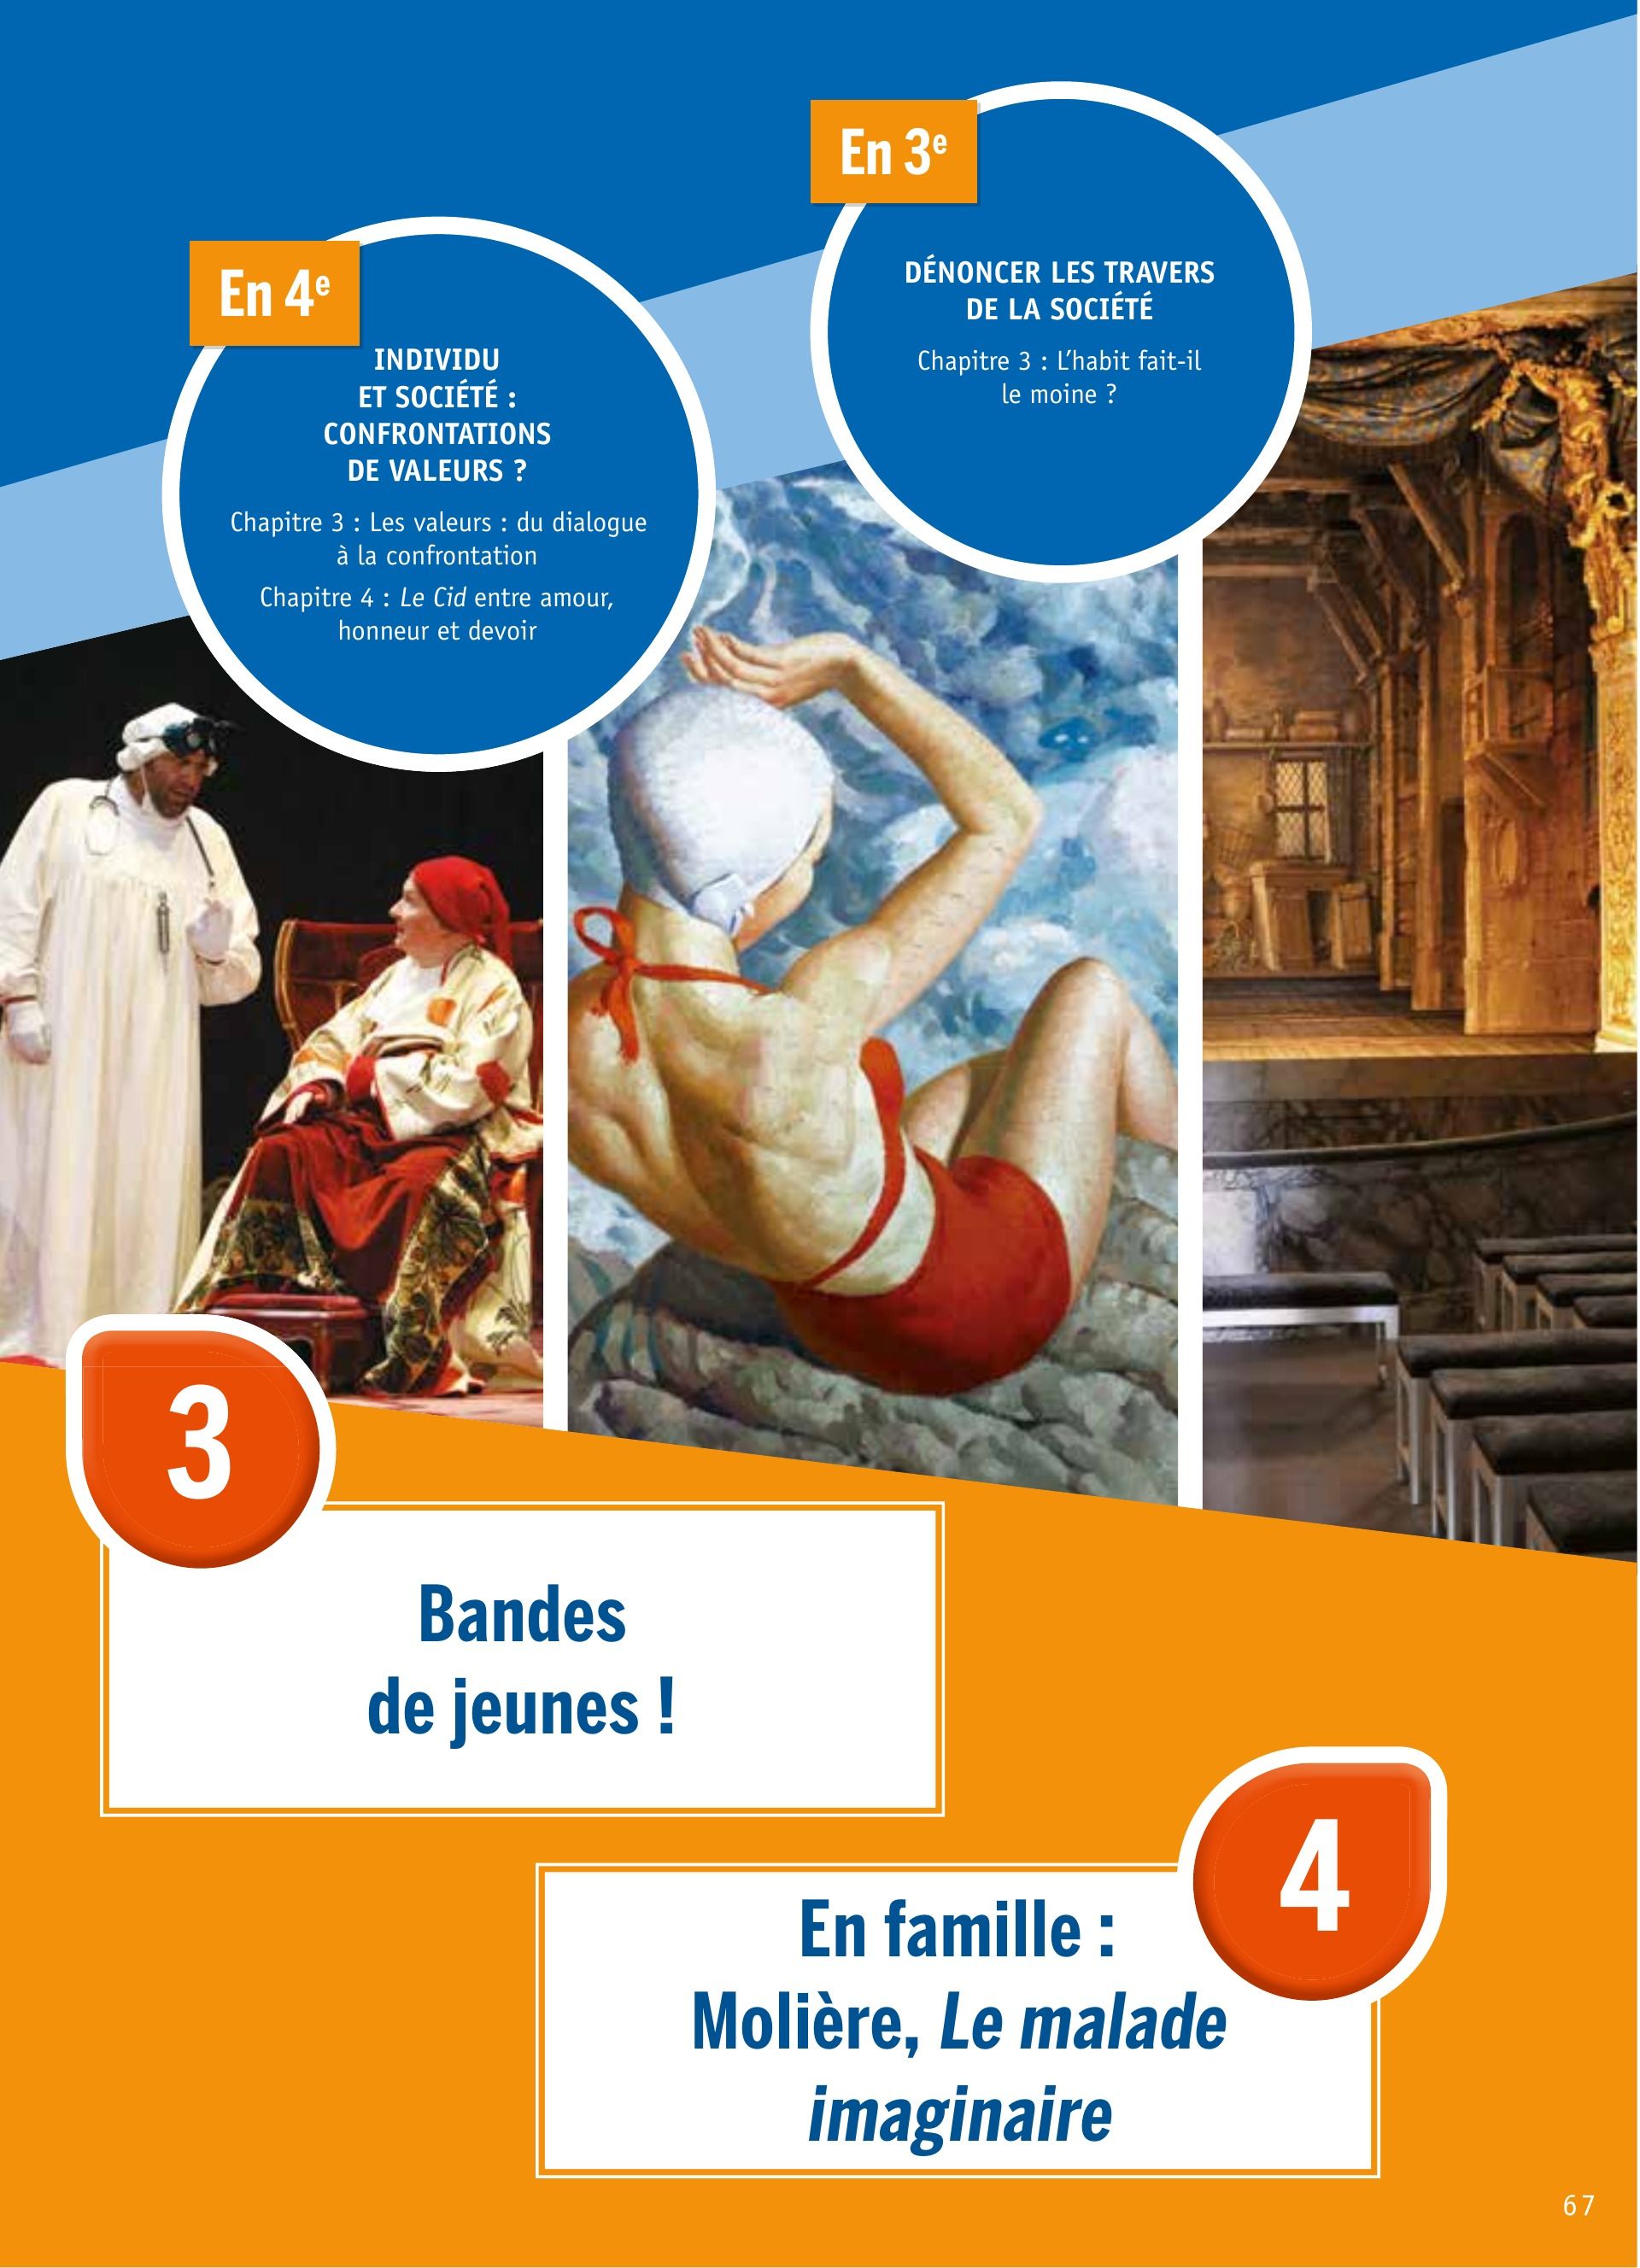 En 4e
INDIVIDU
ET SOCIÉTÉ :
CONFRONTATIONS
DE VALEURS ?
Chapitre 3 : Les valeurs : du dialogue
à la confrontation
Chapitre 4 : Le Cid entre amour,
honneur et devoir
En 3e
DÉNONCER LES TRAVERS
DE LA SOCIÉTÉ
Chapitre 3 : L’habit fait-il
le moine ?
3
Bandes
de jeunes !
4
En famille :
Molière, Le malade
imaginaire
67